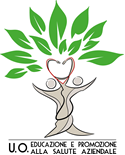 U.O. EDUCAZIONE E PROMOZIONE
ALLA SALUTE AZIENDALE